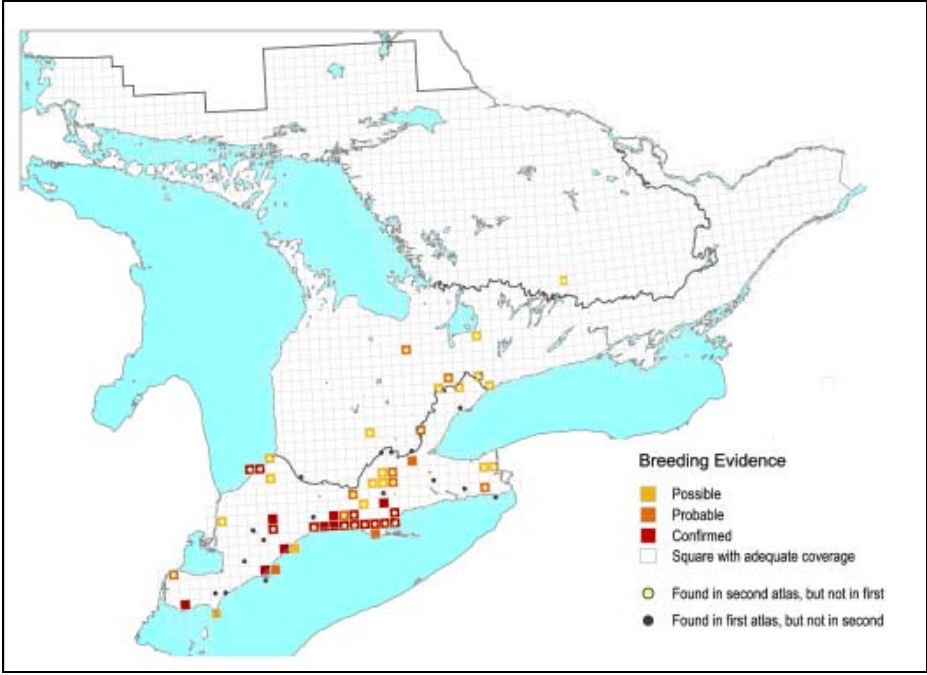 Breeding Evidence
Possible
Probable
Confirmed
Square with adequate coverage
Found in second atlas, but not in first
Found in first atlas, but not in second